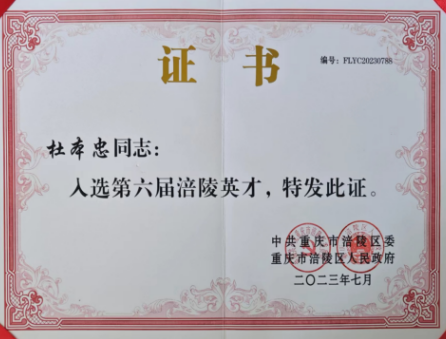 证书
编号：FLYC20230788
杜本忠同志：
入选第六届涪陵英才，特发此证。
中共重庆市涪陵区委
重庆市涪陵区人民政府
二〇二三年七月